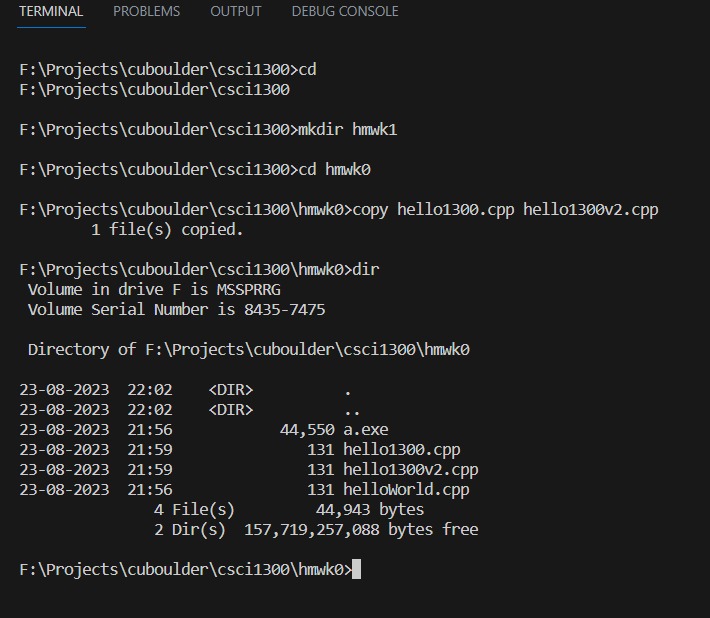 TERMINAL PROBLEMS OUTPUT DEBUG CONSOLE
F:\Projects\cuboulder\csci1300>cd
F:\Projects\cuboulder\csci1300
F:\Projects\cuboulder\csci1300>mkdir hmwk1
F:\Projects\cuboulder\csci1300>cd hmwk0
F:\Projects\cuboulder\csci1300\hmwk0>copy hello1300.cpp hello1300v2.cpp
1 file(s) copied.
F:\Projects\cuboulder\csci1300\hmwk0>dir
Volume in drive F is MSSPRRG
Volume Serial Number is 8435-7475
Directory of F:\Projects\cuboulder\csci1300\hmwk0
23-08-2023 22:02 <DIR> .
23-08-2023 22:02 <DIR> ..
23-08-2023 21:56 44,550 a.exe
23-08-2023 21:59 131 hello1300.cpp
23-08-2023 21:59 131 hello1300v2.cpp
23-08-2023 21:56 131 helloWorld.cpp
4 File(s) 44,943 bytes
2 Dir(s) 157,719,257,088 bytes free
F:\Projects\cuboulder\csci1300\hmwk0>